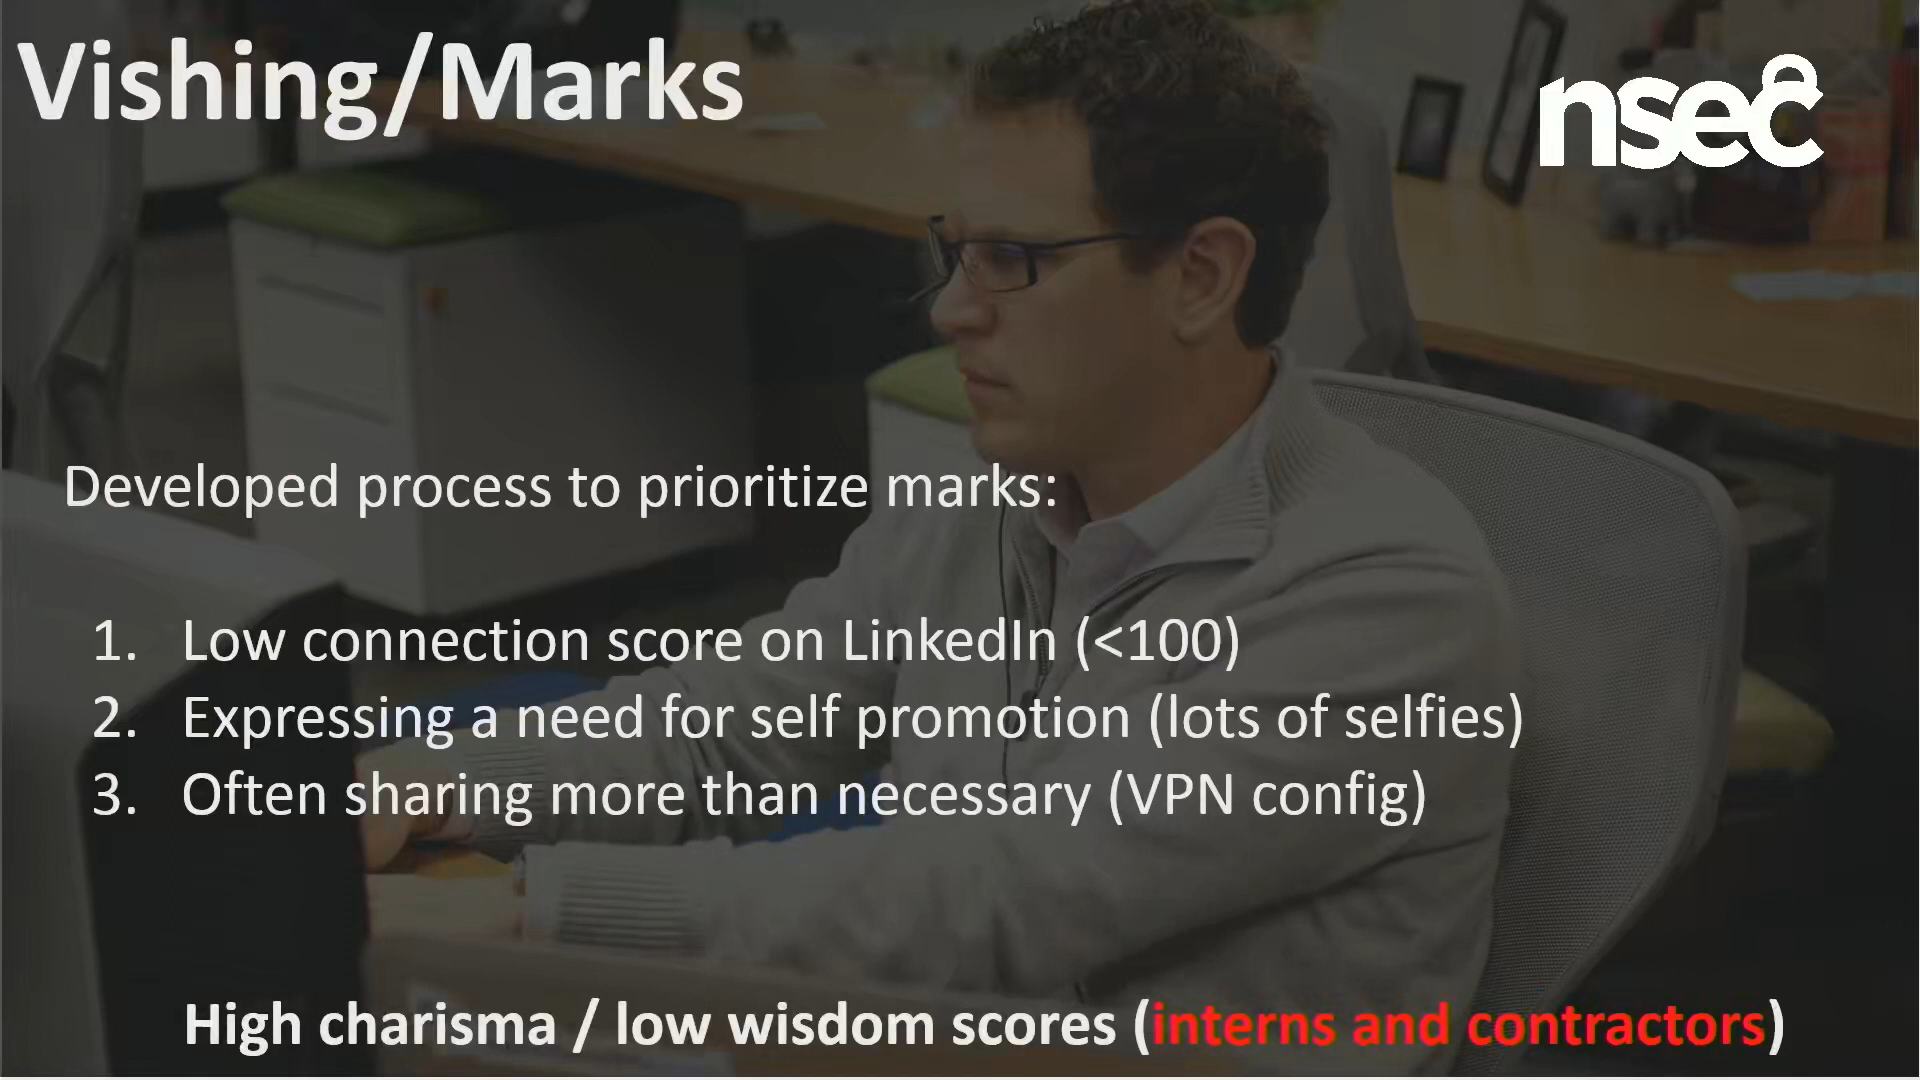 Vishing/Marks
nsec
Developed process to prioritize marks:
1. Low connection score on LinkedIn (<100)
2. Expressing a need for self promotion (lots of selfies)
3. Often sharing more than necessary (VPN config)
High charisma / low wisdom scores (interns and contractors)